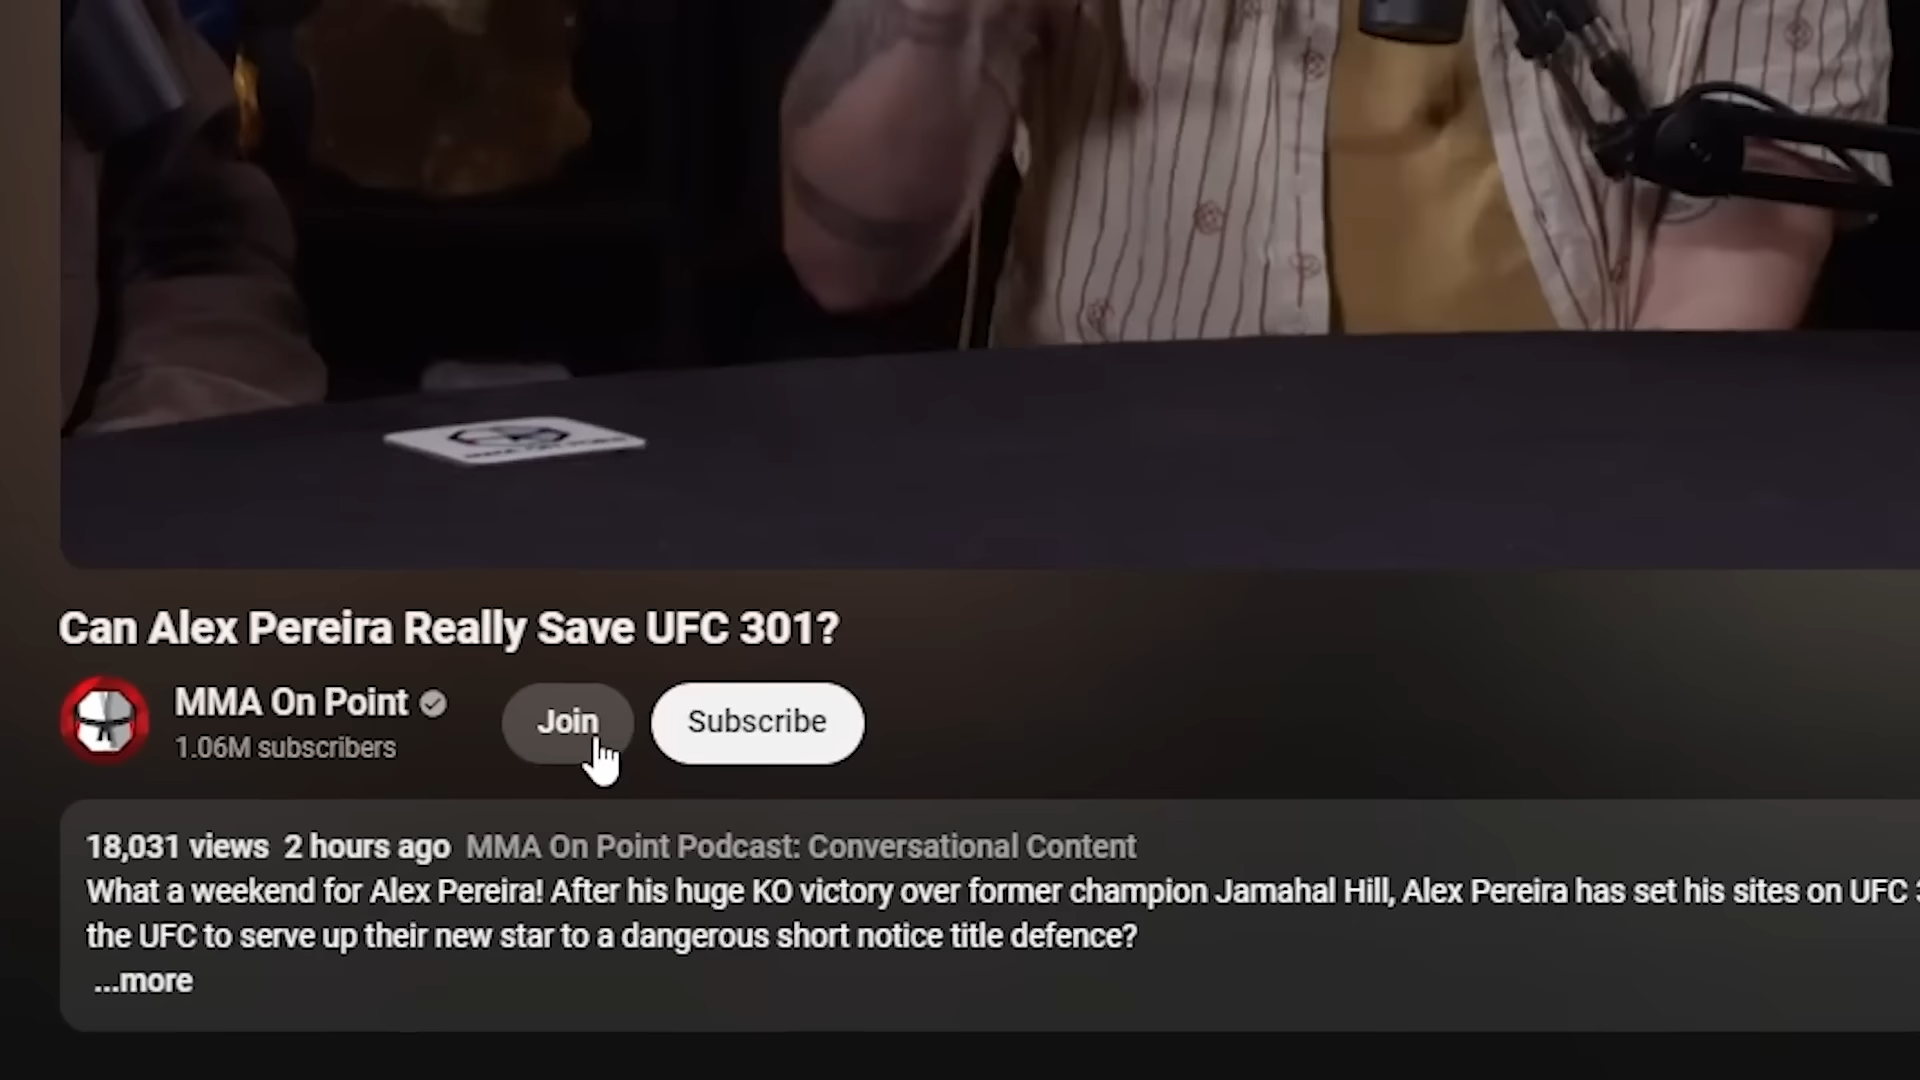 Can Alex Pereira Really Save UFC 301?
MMA On Point
1.06M subscribers
Join
Subscribe
18,031 views 2 hours ago MMA On Point Podcast: Conversational Content
What a weekend for Alex Pereira! After his huge KO victory over former champion Jamahal Hill, Alex Pereira has set his sites on UFC
the UFC to serve up their new star to a dangerous short notice title defence?
...more